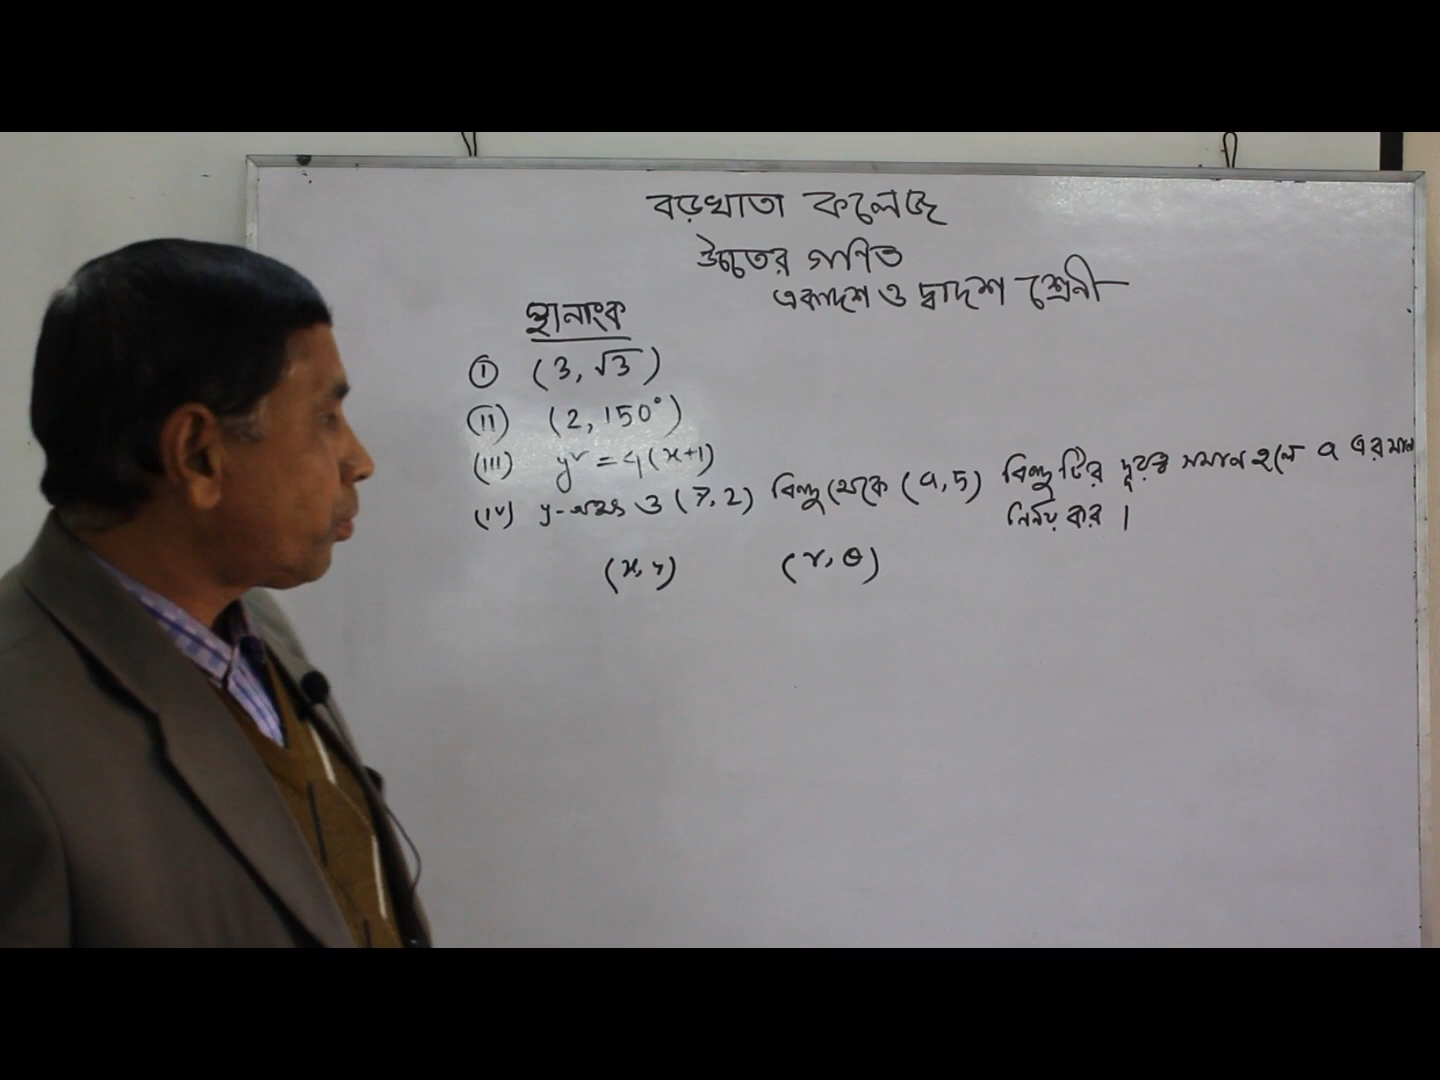 বড়খাতা কলেজ
উচ্চতর গণিত
একাদশ ও দ্বাদশ শ্রেনী
স্থানাংক
(i) (3, √3)
(ii) (2, 150°)
(iii) y² = 4(x+1)
(iv) y-অক্ষ ও (7, 2) বিন্দু থেকে (a, 5) বিন্দুটির দূরত্ব সমান হলে a এর মান
নির্নয় কর ।
(x, y) (r, θ)